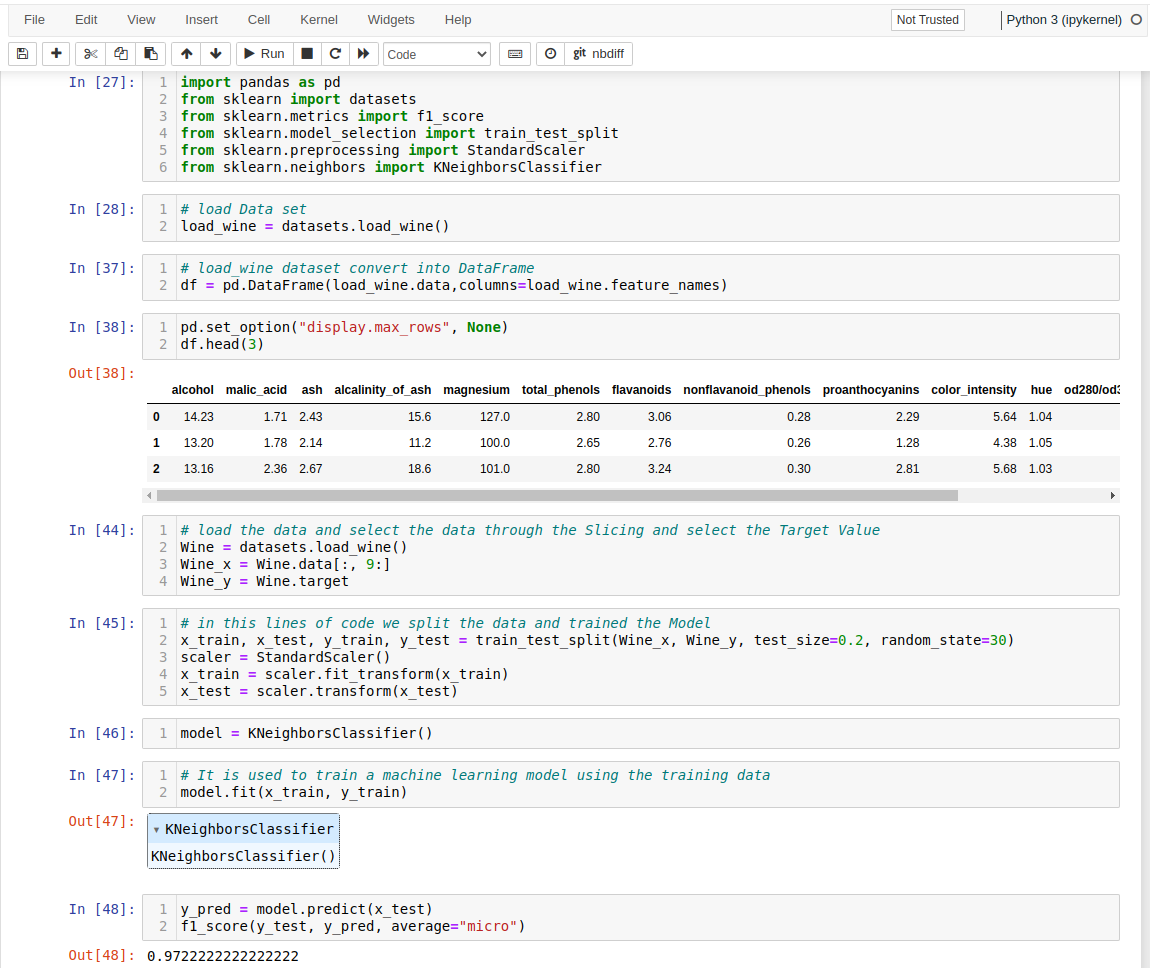 File Edit View Insert Cell Kernel Widgets Help Not Trusted Python 3 (ipykernel)
Run Code git nbdiff
In [27]: 1 import pandas as pd
2 from sklearn import datasets
3 from sklearn.metrics import f1_score
4 from sklearn.model_selection import train_test_split
5 from sklearn.preprocessing import StandardScaler
6 from sklearn.neighbors import KNeighborsClassifier
In [28]: 1 # load Data set
2 load_wine = datasets.load_wine()
In [37]: 1 # load_wine dataset convert into DataFrame
2 df = pd.DataFrame(load_wine.data,columns=load_wine.feature_names)
In [38]: 1 pd.set_option("display.max_rows", None)
2 df.head(3)
Out[38]:
alcohol malic_acid ash alcalinity_of_ash magnesium total_phenols flavanoids nonflavanoid_phenols proanthocyanins color_intensity hue od280/od3
0 14.23 1.71 2.43 15.6 127.0 2.80 3.06 0.28 2.29 5.64 1.04
1 13.20 1.78 2.14 11.2 100.0 2.65 2.76 0.26 1.28 4.38 1.05
2 13.16 2.36 2.67 18.6 101.0 2.80 3.24 0.30 2.81 5.68 1.03
In [44]: 1 # load the data and select the data through the Slicing and select the Target Value
2 Wine = datasets.load_wine()
3 Wine_x = Wine.data[:, 9:]
4 Wine_y = Wine.target
In [45]: 1 # in this lines of code we split the data and trained the Model
2 x_train, x_test, y_train, y_test = train_test_split(Wine_x, Wine_y, test_size=0.2, random_state=30)
3 scaler = StandardScaler()
4 x_train = scaler.fit_transform(x_train)
5 x_test = scaler.transform(x_test)
In [46]: 1 model = KNeighborsClassifier()
In [47]: 1 # It is used to train a machine learning model using the training data
2 model.fit(x_train, y_train)
Out[47]: ▾ KNeighborsClassifier
KNeighborsClassifier()
In [48]: 1 y_pred = model.predict(x_test)
2 f1_score(y_test, y_pred, average="micro")
Out[48]: 0.9722222222222222